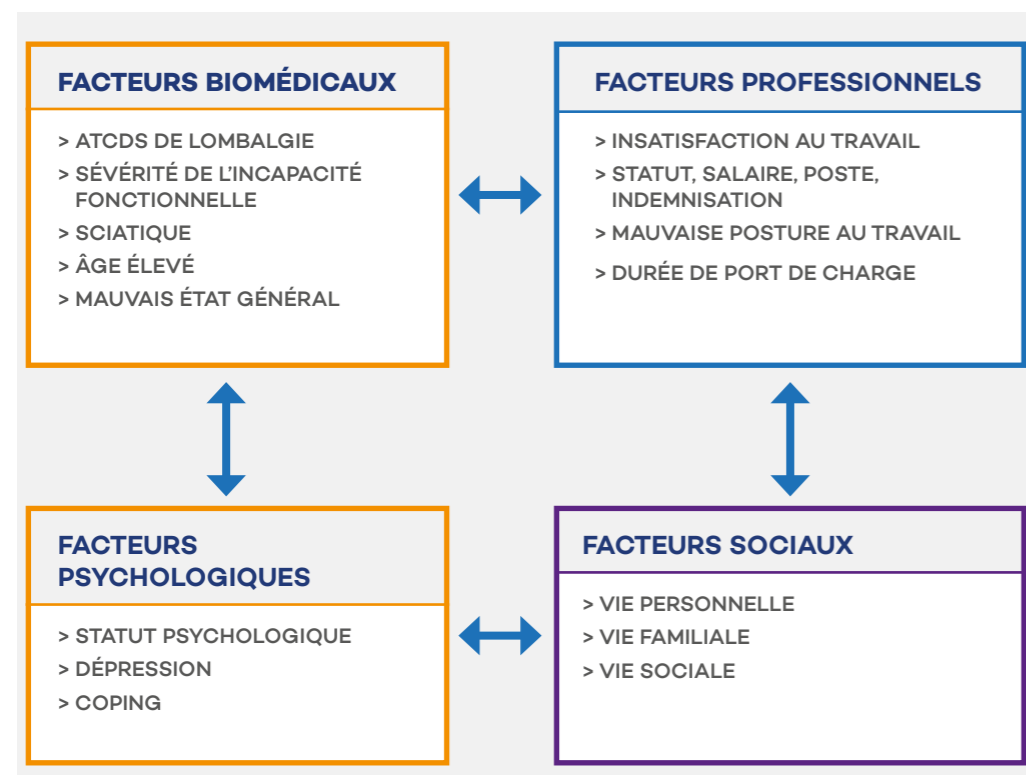 FACTEURS BIOMÉDICAUX
> ATCDS DE LOMBALGIE
> SÉVÉRITÉ DE L'INCAPACITÉ
FONCTIONNELLE
> SCIATIQUE
> ÂGE ÉLEVÉ
> MAUVAIS ÉTAT GÉNÉRAL
FACTEURS PROFESSIONNELS
> INSATISFACTION AU TRAVAIL
> STATUT, SALAIRE, POSTE,
INDEMNISATION
> MAUVAISE POSTURE AU TRAVAIL
> DURÉE DE PORT DE CHARGE
FACTEURS
PSYCHOLOGIQUES
> STATUT PSYCHOLOGIQUE
> DÉPRESSION
> COPING
FACTEURS SOCIAUX
> VIE PERSONNELLE
> VIE FAMILIALE
> VIE SOCIALE